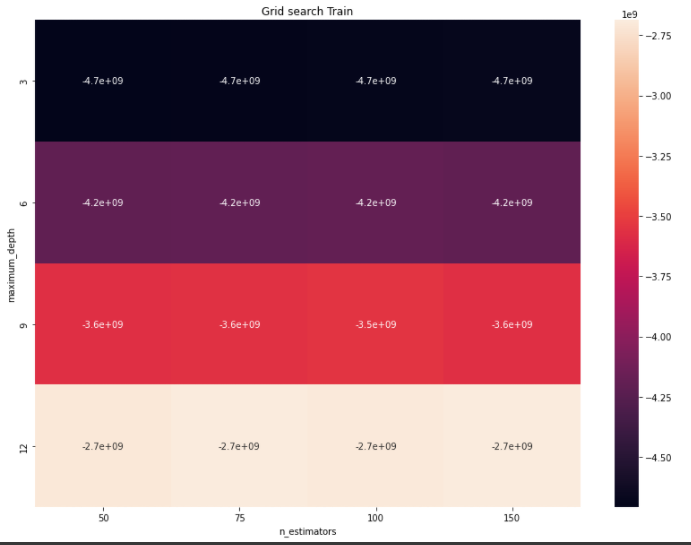 Grid search Train
1e9
3
-4.7e+09 -4.7e+09 -4.7e+09 -4.7e+09
6
-4.2e+09 -4.2e+09 -4.2e+09 -4.2e+09
maximum_depth
9
-3.6e+09 -3.6e+09 -3.5e+09 -3.6e+09
12
-2.7e+09 -2.7e+09 -2.7e+09 -2.7e+09
50 75 100 150
n_estimators
−2.75
−3.00
−3.25
−3.50
−3.75
−4.00
−4.25
−4.50